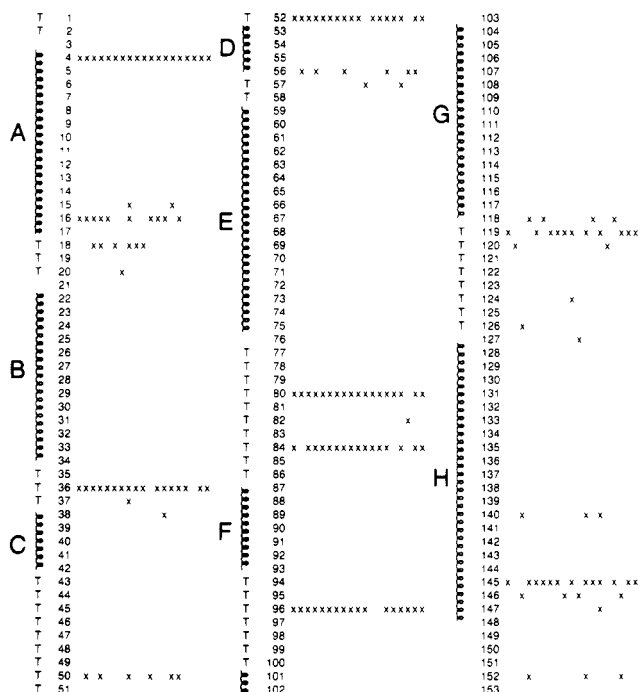 T 1
T 2
3
4 xxxxxxxxxxxxxxxxxxx
5
6
7
8
9
A 10
11
12
13
14
15 x x
16 xxxxx x xxx x
17
T 18 xx x xxx
T 19
T 20 x
21
22
23
24
25
26
B 27
28
29
30
31
32
33
34
T 35
T 36 xxxxxxxxxx xxxxx xx
T 37 x
38 x
39
C 40
41
42
T 43
T 44
T 45
T 46
T 47
T 48
T 49
T 50 x x x x xx
T 51
T 52 xxxxxxxxxxx xxxxx xx
53
D 54
55
56 x x x x xx
T 57 x x
T 58
59
60
61
62
63
64
65
66
E 67
68
69
70
71
72
73
74
75
76
T 77
T 78
T 79
T 80 xxxxxxxxxxxxxxxx xx
T 81
T 82 x
T 83
T 84 x xxxxxxxxxxxxx x xx
T 85
T 86
87
88
89
F 90
91
92
93
T 94
T 95
T 96 xxxxxxxxxxx xxxxxx
T 97
T 98
T 99
T 100
101
102
103
104
105
106
107
108
109
G 110
111
112
113
114
115
116
117
118 x x x x
T 119 x xxxxxx x x xxx
T 120 x x
T 121
T 122
T 123
T 124 x
T 125
T 126 x
127 x
128
129
130
131
132
133
134
135
136
H 137
138
139
140 x x x
141
142
143
144
145 x xxxxx x xxx x xx
146 x x x x
147 x
148
149
150
151
152 x x x
153